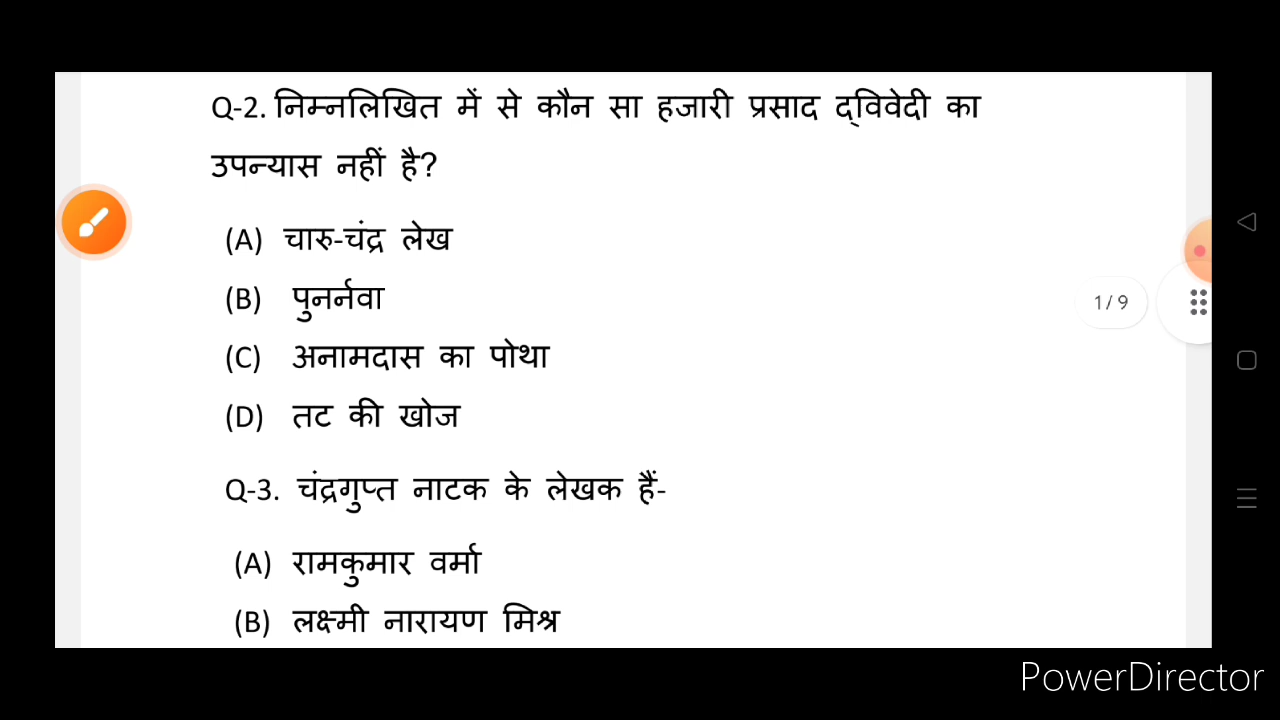 Q-2. निम्नलिखित में से कौन सा हजारी प्रसाद द्विवेदी का
उपन्यास नहीं है?
(A) चारु-चंद्र लेख
(B) पुनर्नवा
(C) अनामदास का पोथा
(D) तट की खोज
1/9
Q-3. चंद्रगुप्त नाटक के लेखक हैं-
(A) रामकुमार वर्मा
(B) लक्ष्मी नारायण मिश्र
PowerDirector